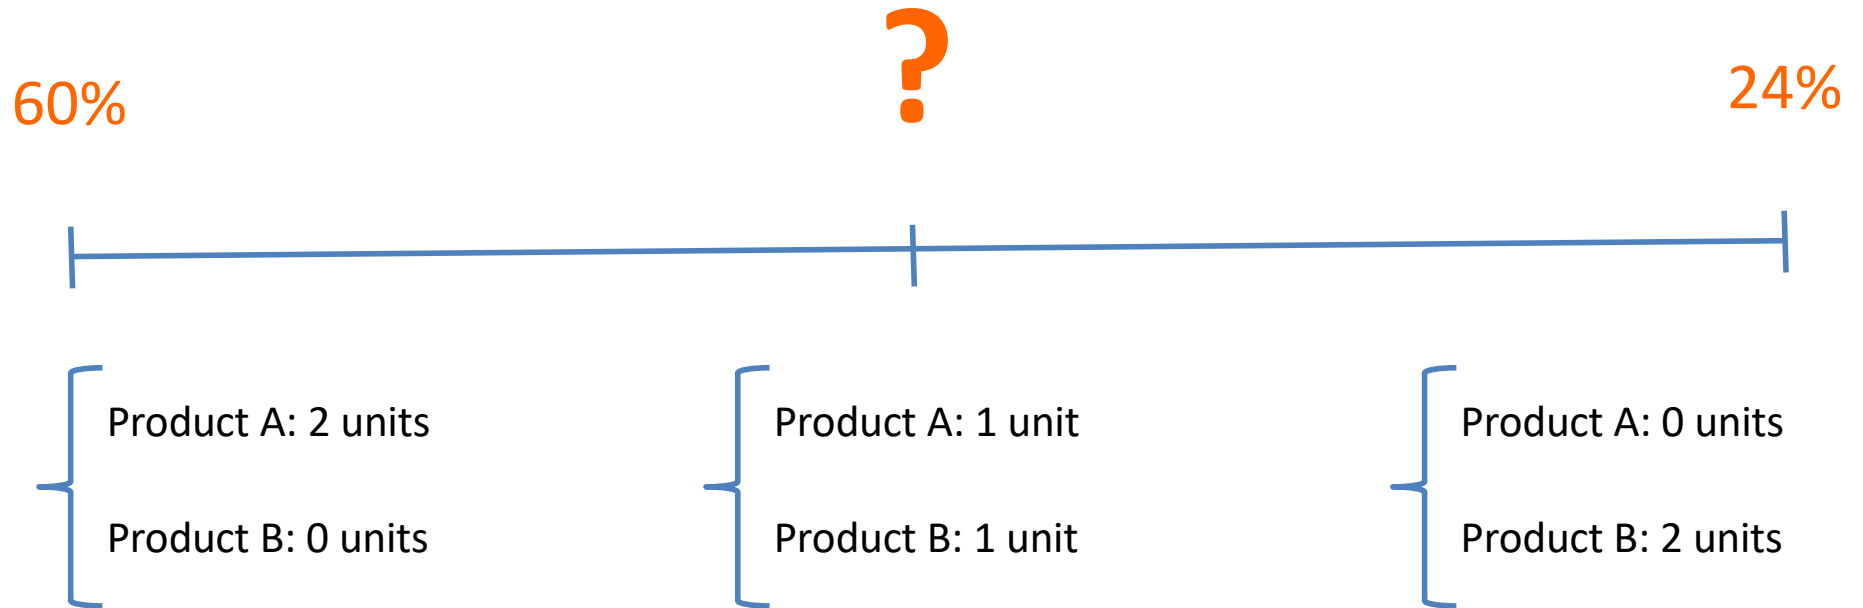 ?
60%
24%
Product A: 2 units
Product B: 0 units
Product A: 1 unit
Product B: 1 unit
Product A: 0 units
Product B: 2 units